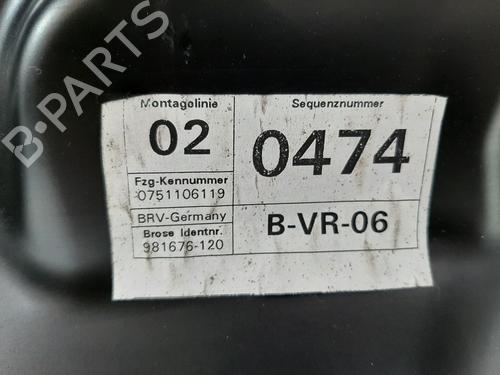 B-PARTS
Montagelinie
02
Sequenznummer
0474
Fzg-Kennummer
0751106119
BRV-Germany
Brose Identnr.
981676-120
B-VR-06